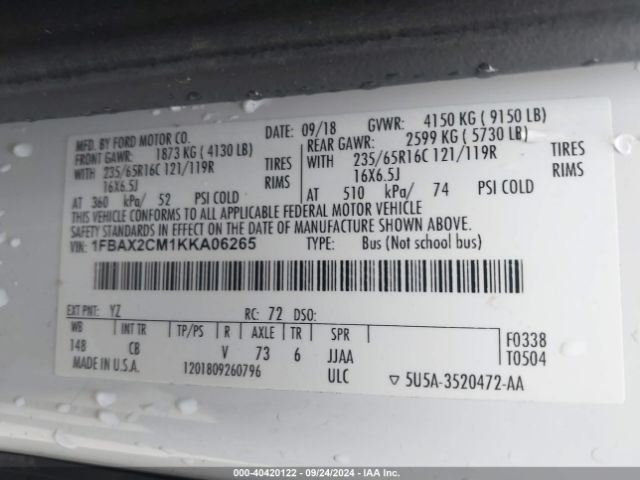 MFD. BY FORD MOTOR CO. DATE: 09/18 GVWR: 4150 KG ( 9150 LB)
FRONT GAWR: 1873 KG ( 4130 LB) REAR GAWR: 2599 KG ( 5730 LB)
WITH 235/65R16C 121/119R TIRES WITH 235/65R16C 121/119R TIRES
16X6.5J RIMS 16X6.5J RIMS
AT 360 kPa/ 52 PSI COLD AT 510 kPa/ 74 PSI COLD
THIS VEHICLE CONFORMS TO ALL APPLICABLE FEDERAL MOTOR VEHICLE
SAFETY STANDARDS IN EFFECT ON THE DATE OF MANUFACTURE SHOWN ABOVE.
VIN: 1FBAX2CM1KKA06265 TYPE: Bus (Not school bus)
EXT PNT: YZ RC: 72 DSO:
WB INT TR TP/PS R AXLE TR SPR F0338
148 CB V 73 6 JJAA T0504
MADE IN U.S.A. 1201809260796 ULC ▽ 5U5A-3520472-AA
000-40420122 - 09/24/2024 - IAA Inc.